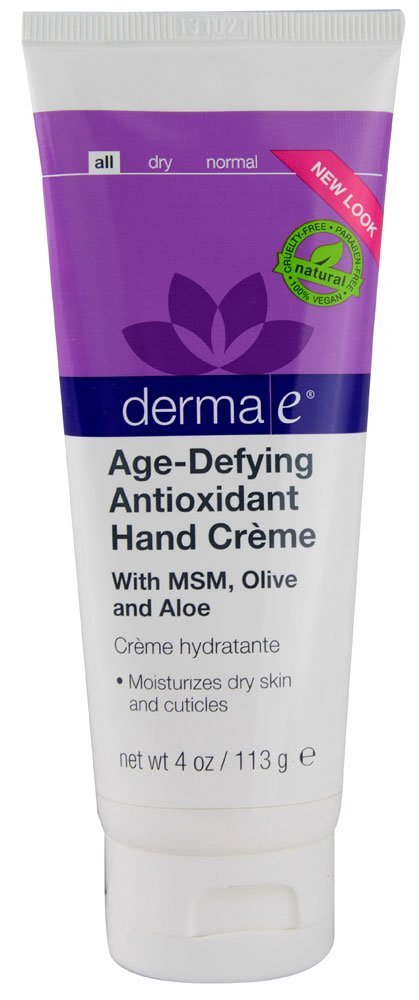 131021
all dry normal
NEW LOOK
CRUELTY-FREE • PARABEN-FREE • 100% VEGAN •
natural
derma e®
Age-Defying
Antioxidant
Hand Crème
With MSM, Olive
and Aloe
Crème hydratante
• Moisturizes dry skin
and cuticles
net wt 4 oz / 113 g ℮